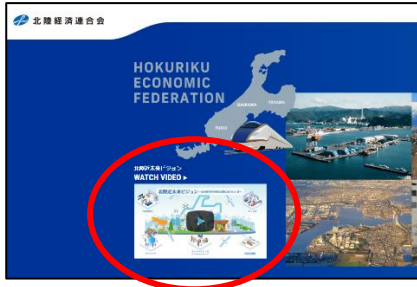 北陸経済連合会
HOKURIKU
ECONOMIC
FEDERATION
ISHIKAWA
TOYAMA
FUKUI
北陸近未来ビジョン
WATCH VIDEO
北陸近未来ビジョン